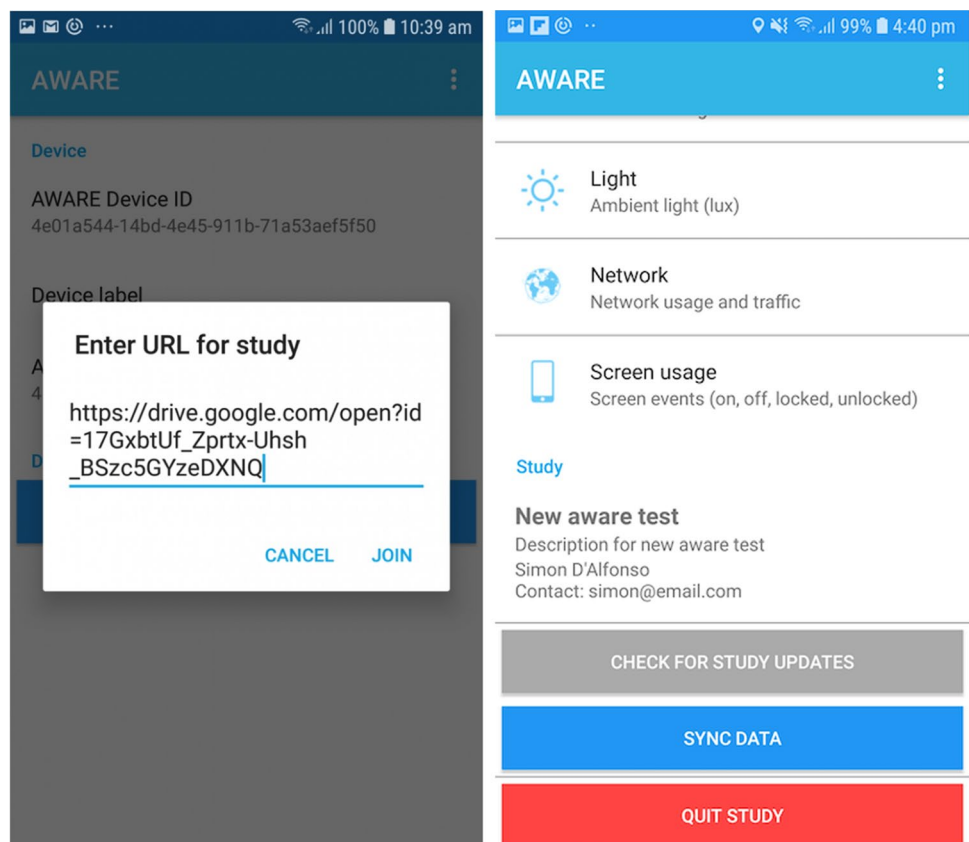 100% 10:39 am
AWARE
Device
AWARE Device ID
4e01a544-14bd-4e45-911b-71a53aef5f50
Device label
A
4
D
Enter URL for study
https://drive.google.com/open?id
=17GxbtUf_Zprtx-Uhsh
_BSzc5GYzeDXNQ
CANCEL JOIN
99% 4:40 pm
AWARE
Light
Ambient light (lux)
Network
Network usage and traffic
Screen usage
Screen events (on, off, locked, unlocked)
Study
New aware test
Description for new aware test
Simon D'Alfonso
Contact: simon@email.com
CHECK FOR STUDY UPDATES
SYNC DATA
QUIT STUDY